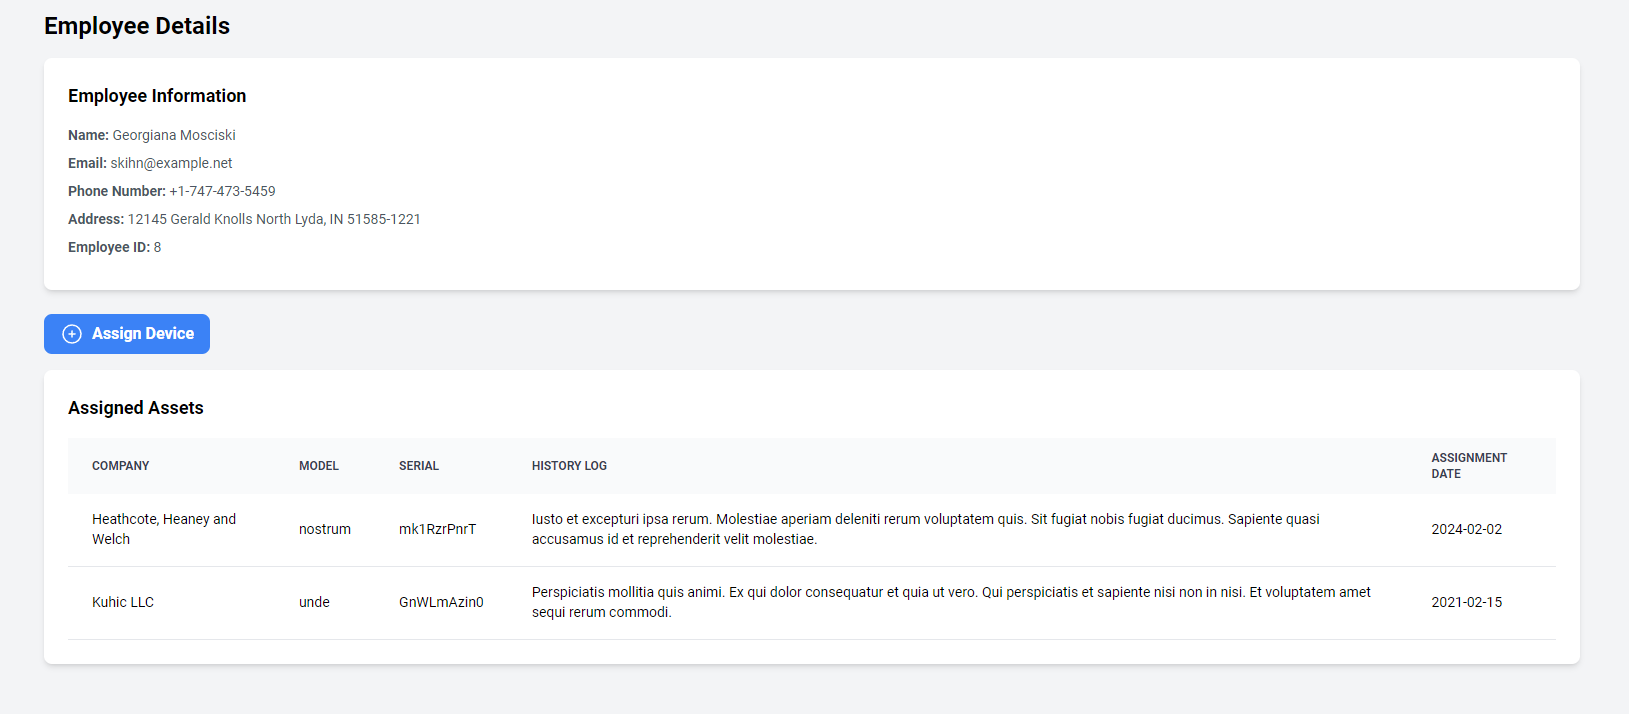 Employee Details
Employee Information
Name: Georgiana Mosciski
Email: skihn@example.net
Phone Number: +1-747-473-5459
Address: 12145 Gerald Knolls North Lyda, IN 51585-1221
Employee ID: 8
Assign Device
Assigned Assets
COMPANY MODEL SERIAL HISTORY LOG ASSIGNMENT
DATE
Heathcote, Heaney and
Welch
nostrum
mk1RzrPnrT
Iusto et excepturi ipsa rerum. Molestiae aperiam deleniti rerum voluptatem quis. Sit fugiat nobis fugiat ducimus. Sapiente quasi
accusamus id et reprehenderit velit molestiae.
2024-02-02
Kuhic LLC
unde
GnWLmAzin0
Perspiciatis mollitia quis animi. Ex qui dolor consequatur et quia ut vero. Qui perspiciatis et sapiente nisi non in nisi. Et voluptatem amet
sequi rerum commodi.
2021-02-15